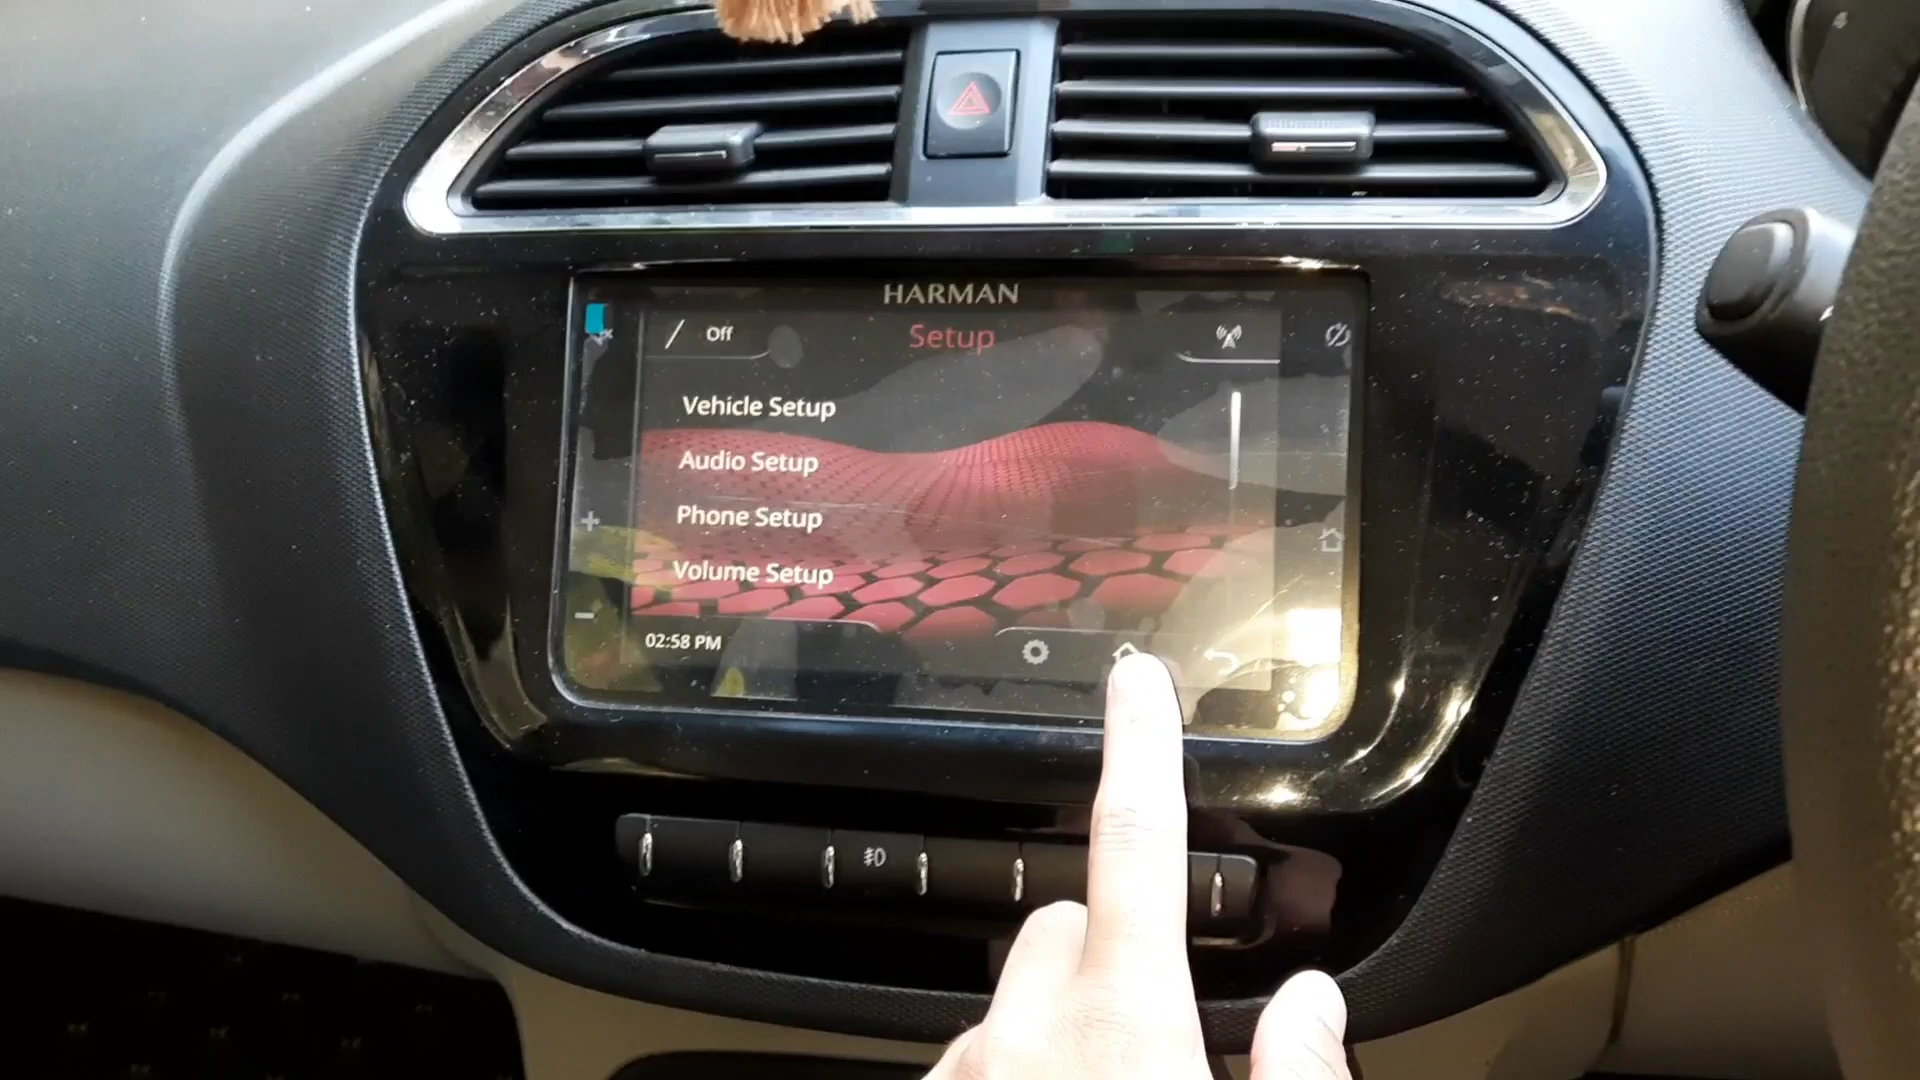 HARMAN
Off
Setup
Vehicle Setup
Audio Setup
Phone Setup
Volume Setup
02:58 PM